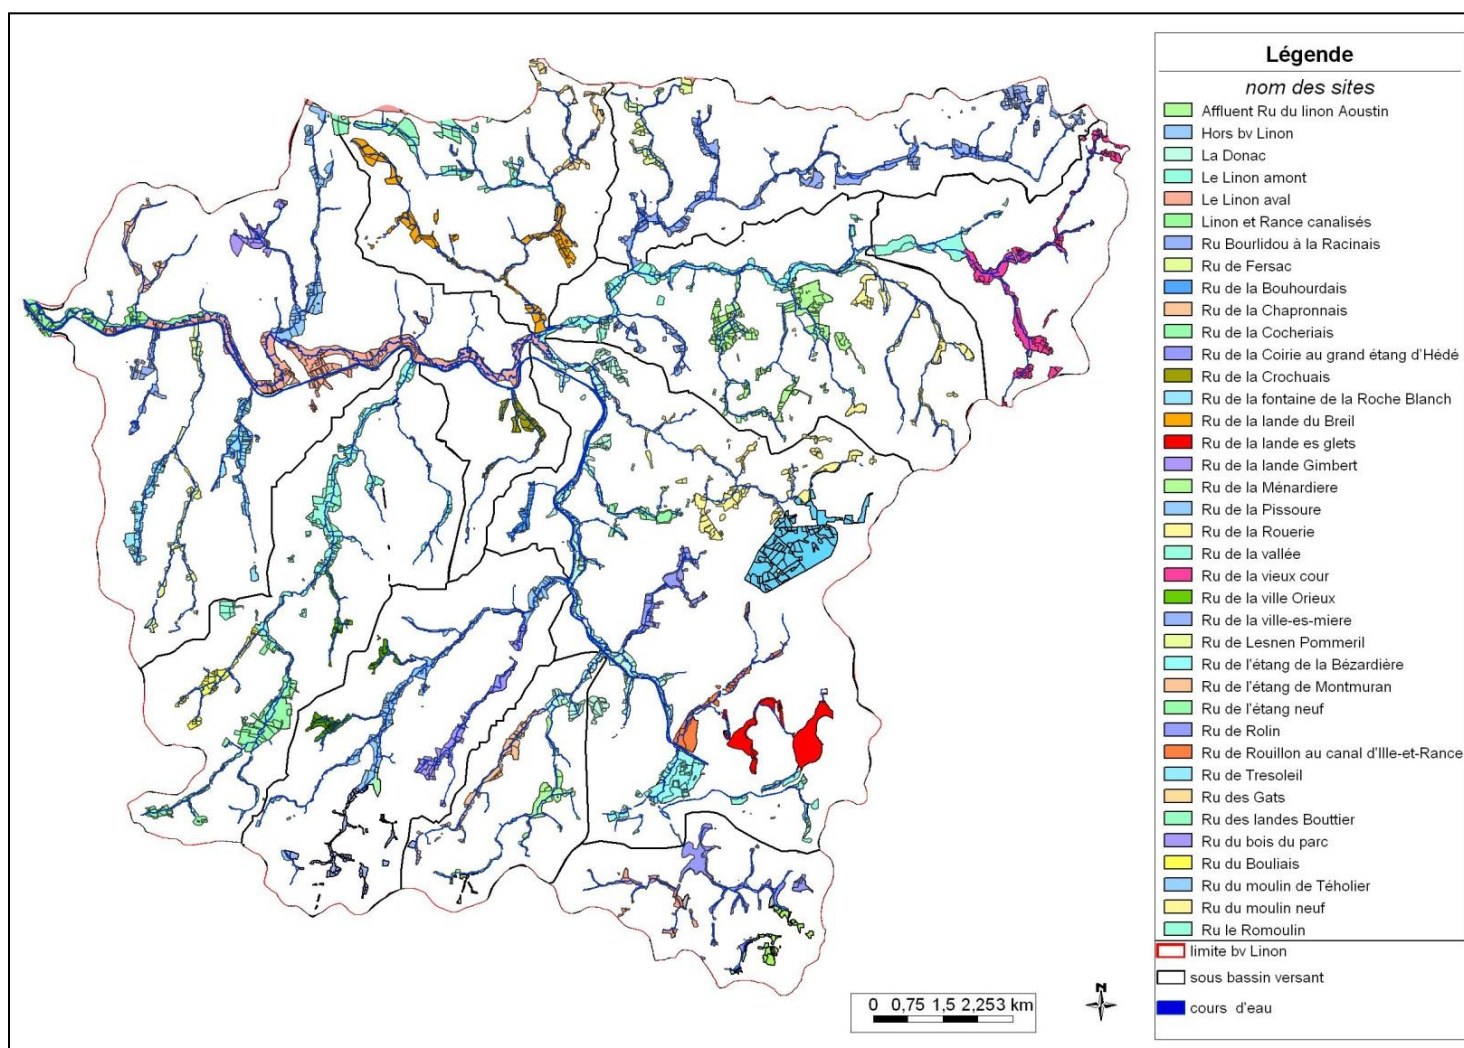 Légende
nom des sites
Affluent Ru du linon Aoustin
Hors bv Linon
La Donac
Le Linon amont
Le Linon aval
Linon et Rance canalisés
Ru Bourlidou à la Racinais
Ru de Fersac
Ru de la Bouhourdais
Ru de la Chapronnais
Ru de la Cocheriais
Ru de la Coirie au grand étang d'Hédé
Ru de la Crochuais
Ru de la fontaine de la Roche Blanch
Ru de la lande du Breil
Ru de la lande es glets
Ru de la lande Gimbert
Ru de la Ménardiere
Ru de la Pissoure
Ru de la Rouerie
Ru de la vallée
Ru de la vieux cour
Ru de la ville Orieux
Ru de la ville-es-miere
Ru de Lesnen Pommeril
Ru de l'étang de la Bézardière
Ru de l'étang de Montmuran
Ru de l'étang neuf
Ru de Rolin
Ru de Rouillon au canal d'Ille-et-Rance
Ru de Tresoleil
Ru des Gats
Ru des landes Bouttier
Ru du bois du parc
Ru du Bouliais
Ru du moulin de Téholier
Ru du moulin neuf
Ru le Romoulin
limite bv Linon
sous bassin versant
cours d'eau
N
0 0,75 1,5 2,253 km